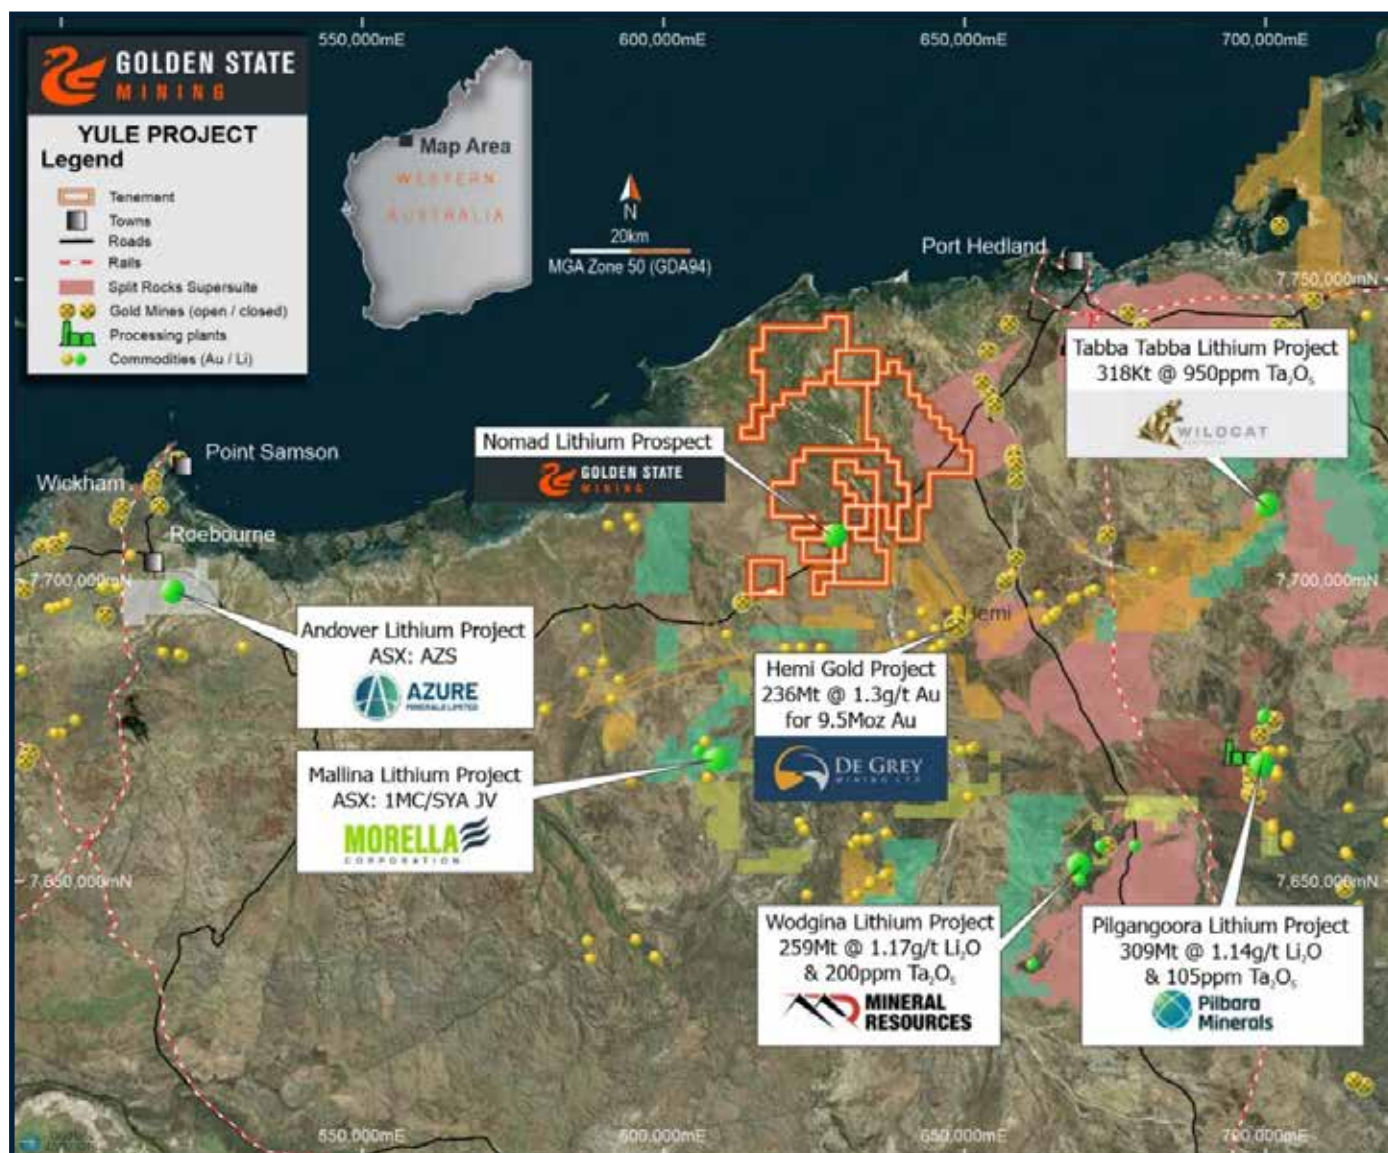 550,000mE
600,000mE
650,000mE
700,000mE
GOLDEN STATE
MINING
YULE PROJECT
Legend
Tenement
Towns
Roads
Rails
Split Rocks Supersuite
Gold Mines (open / closed)
Processing plants
Commodities (Au / Li)
Map Area
WESTERN
AUSTRALIA
N
20km
MGA Zone 50 (GDA94)
Port Hedland
7,750,000mN
Tabba Tabba Lithium Project
318Kt @ 950ppm Ta₂O₅
WILDCAT
Nomad Lithium Prospect
GOLDEN STATE
MINING
Point Samson
Wickham
Roebourne
7,700,000mN
7,700,000mN
Hemi
Andover Lithium Project
ASX: AZS
AZURE
MINERALS LIMITED
Hemi Gold Project
236Mt @ 1.3g/t Au
for 9.5Moz Au
DE GREY
MINING LTD
Mallina Lithium Project
ASX: 1MC/SYA JV
MORELLA
CORPORATION
7,650,000mN
7,650,000mN
Wodgina Lithium Project
259Mt @ 1.17g/t Li₂O
& 200ppm Ta₂O₅
MINERAL
RESOURCES
Pilgangoora Lithium Project
309Mt @ 1.14g/t Li₂O
& 105ppm Ta₂O₅
Pilbara
Minerals
550,000mE
600,000mE
650,000mE
700,000mE